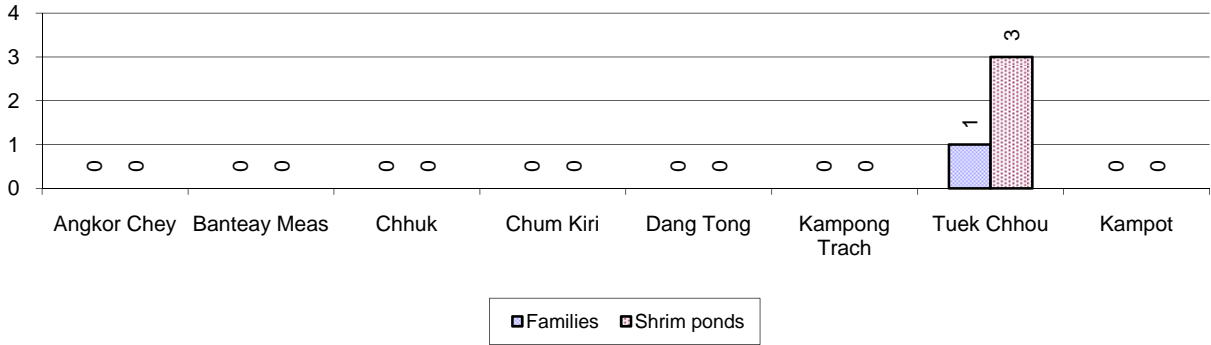 4
3
2
1
0
0 0 0 0 0 0 0 0 0 0 0 0 1 3 0 0
Angkor Chey Banteay Meas Chhuk Chum Kiri Dang Tong Kampong Trach Tuek Chhou Kampot
Families Shrim ponds